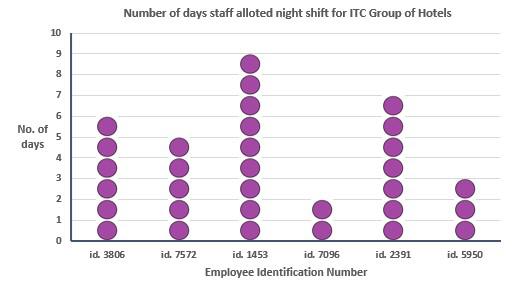 Number of days staff alloted night shift for ITC Group of Hotels
10
9
8
7
6
5
4
3
2
1
0
No. of
days
id. 3806 id. 7572 id. 1453 id. 7096 id. 2391 id. 5950
Employee Identification Number